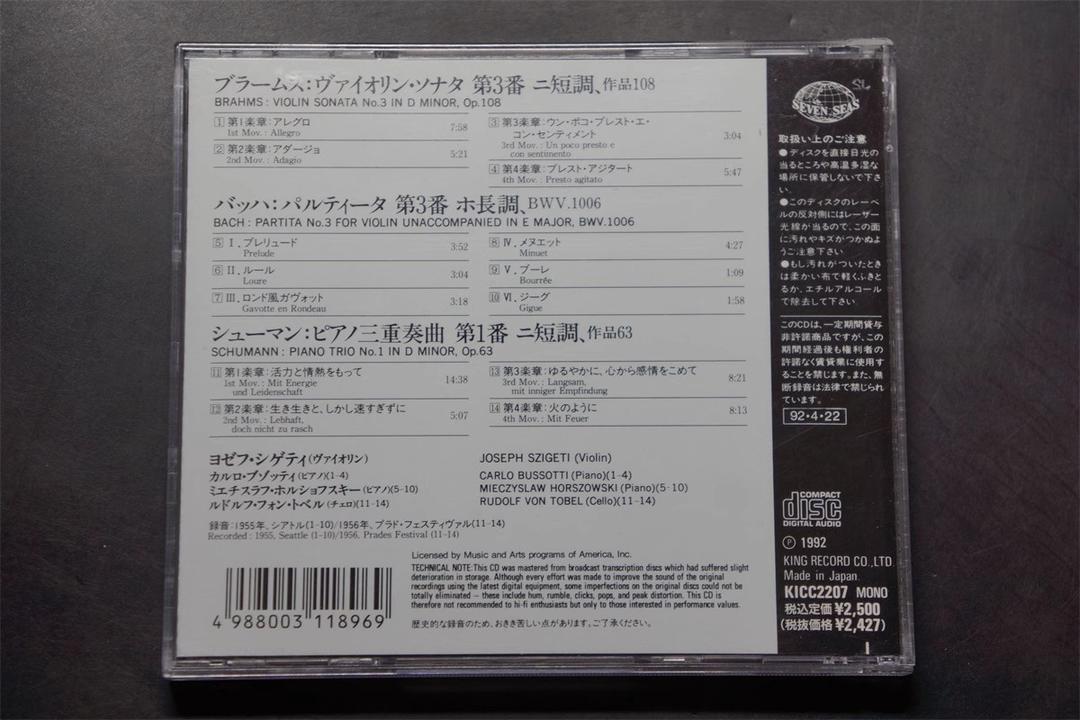 ブラームス:ヴァイオリン・ソナタ 第3番 ニ短調、作品108
BRAHMS : VIOLIN SONATA No.3 IN D MINOR, Op.108
1 第1楽章:アレグロ 7:58
1st Mov. : Allegro
2 第2楽章:アダージョ 5:21
2nd Mov. : Adagio
3 第3楽章:ウン・ポコ・プレスト・エ・
コン・センティメント 3:04
3rd Mov. : Un poco presto e
con sentimento
4 第4楽章:プレスト・アジタート 5:47
4th Mov. : Presto agitato
バッハ:パルティータ 第3番 ホ長調、BWV.1006
BACH : PARTITA No.3 FOR VIOLIN UNACCOMPANIED IN E MAJOR, BWV.1006
5 I. プレリュード 3:52
Prelude
6 II. ルール 3:04
Loure
7 III. ロンド風ガヴォット 3:18
Gavotte en Rondeau
8 IV. メヌエット 4:27
Minuet
9 V. ブーレ 1:09
Bourrée
10 VI. ジーグ 1:58
Gigue
シューマン:ピアノ三重奏曲 第1番 ニ短調、作品63
SCHUMANN : PIANO TRIO No.1 IN D MINOR, Op.63
11 第1楽章:活力と情熱をもって 14:38
1st Mov. : Mit Energie
und Leidenschaft
12 第2楽章:生き生きと、しかし速すぎずに 5:07
2nd Mov. : Lebhaft,
doch nicht zu rasch
13 第3楽章:ゆるやかに、心から感情をこめて 8:21
3rd Mov. : Langsam,
mit inniger Empfindung
14 第4楽章:火のように 8:13
4th Mov. : Mit Feuer
ヨゼフ・シゲティ(ヴァイオリン)
カルロ・ブゾッティ(ピアノ)(1-4)
ミエチスラフ・ホルショフスキー(ピアノ)(5-10)
ルドルフ・フォン・トベル(チェロ)(11-14)
JOSEPH SZIGETI (Violin)
CARLO BUSSOTTI (Piano)(1-4)
MIECZYSLAW HORSZOWSKI (Piano)(5-10)
RUDOLF VON TOBEL (Cello)(11-14)
録音:1955年、シアトル(1-10)/1956年、プラド・フェスティヴァル(11-14)
Recorded : 1955, Seattle (1-10)/1956, Prades Festival (11-14)
Licensed by Music and Arts programs of America, Inc.
TECHNICAL NOTE:This CD was mastered from broadcast transcription discs which had suffered slight
deterioration in storage. Although every effort was made to improve the sound of the original
recordings using the latest digital equipment, some imperfections on the original discs could not be
totally eliminated – these include hum, rumble, clicks, pops, and peak distortion. This CD is
therefore not recommended to hi-fi enthusiasts but only to those interested in performance values.
歴史的な録音のため、おきき苦しい点があります。ご了承ください。
4 988003 118969
SL
SEVEN SEAS
取扱い上のご注意
●ディスクを直接日光の
当るところや高温多湿な
場所に保管しないで下さ
い。
●このディスクのレーベ
ルの反対側にはレーザー
光線が当るので、この面
に汚れやキズがつかぬよ
うご注意下さい
●もし汚れがついたとき
は柔かい布で軽くふきと
るか、エチルアルコール
で除去して下さい。
このCDは、一定期間貸与
非許諾商品ですが、この
期間経過後も権利者の
許諾なく賃貸業に使用す
ることを禁じます。また、無
断録音は法律で禁じられ
ています。
92・4・22
COMPACT
disc
DIGITAL AUDIO
Ⓟ 1992
KING RECORD CO.,LTD.
Made in Japan.
KICC2207 MONO
税込定価¥2,500
(税抜価格¥2,427)
I